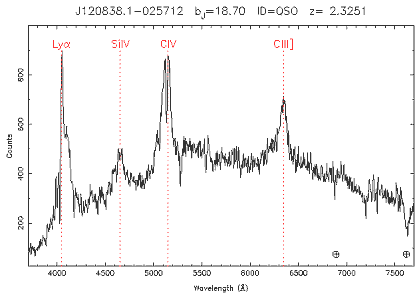 J120838.1-025712 bJ=18.70 ID=QSO z= 2.3251
Lyα SiIV CIV CIII]
Counts
600
400
200
4000 4500 5000 5500 6000 6500 7000 7500
Wavelength (Å)